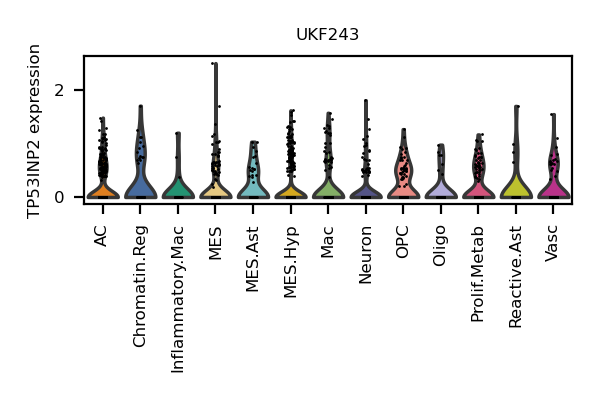 UKF243
TP53INP2 expression
2
0
AC
Chromatin.Reg
Inflammatory.Mac
MES
MES.Ast
MES.Hyp
Mac
Neuron
OPC
Oligo
Prolif.Metab
Reactive.Ast
Vasc